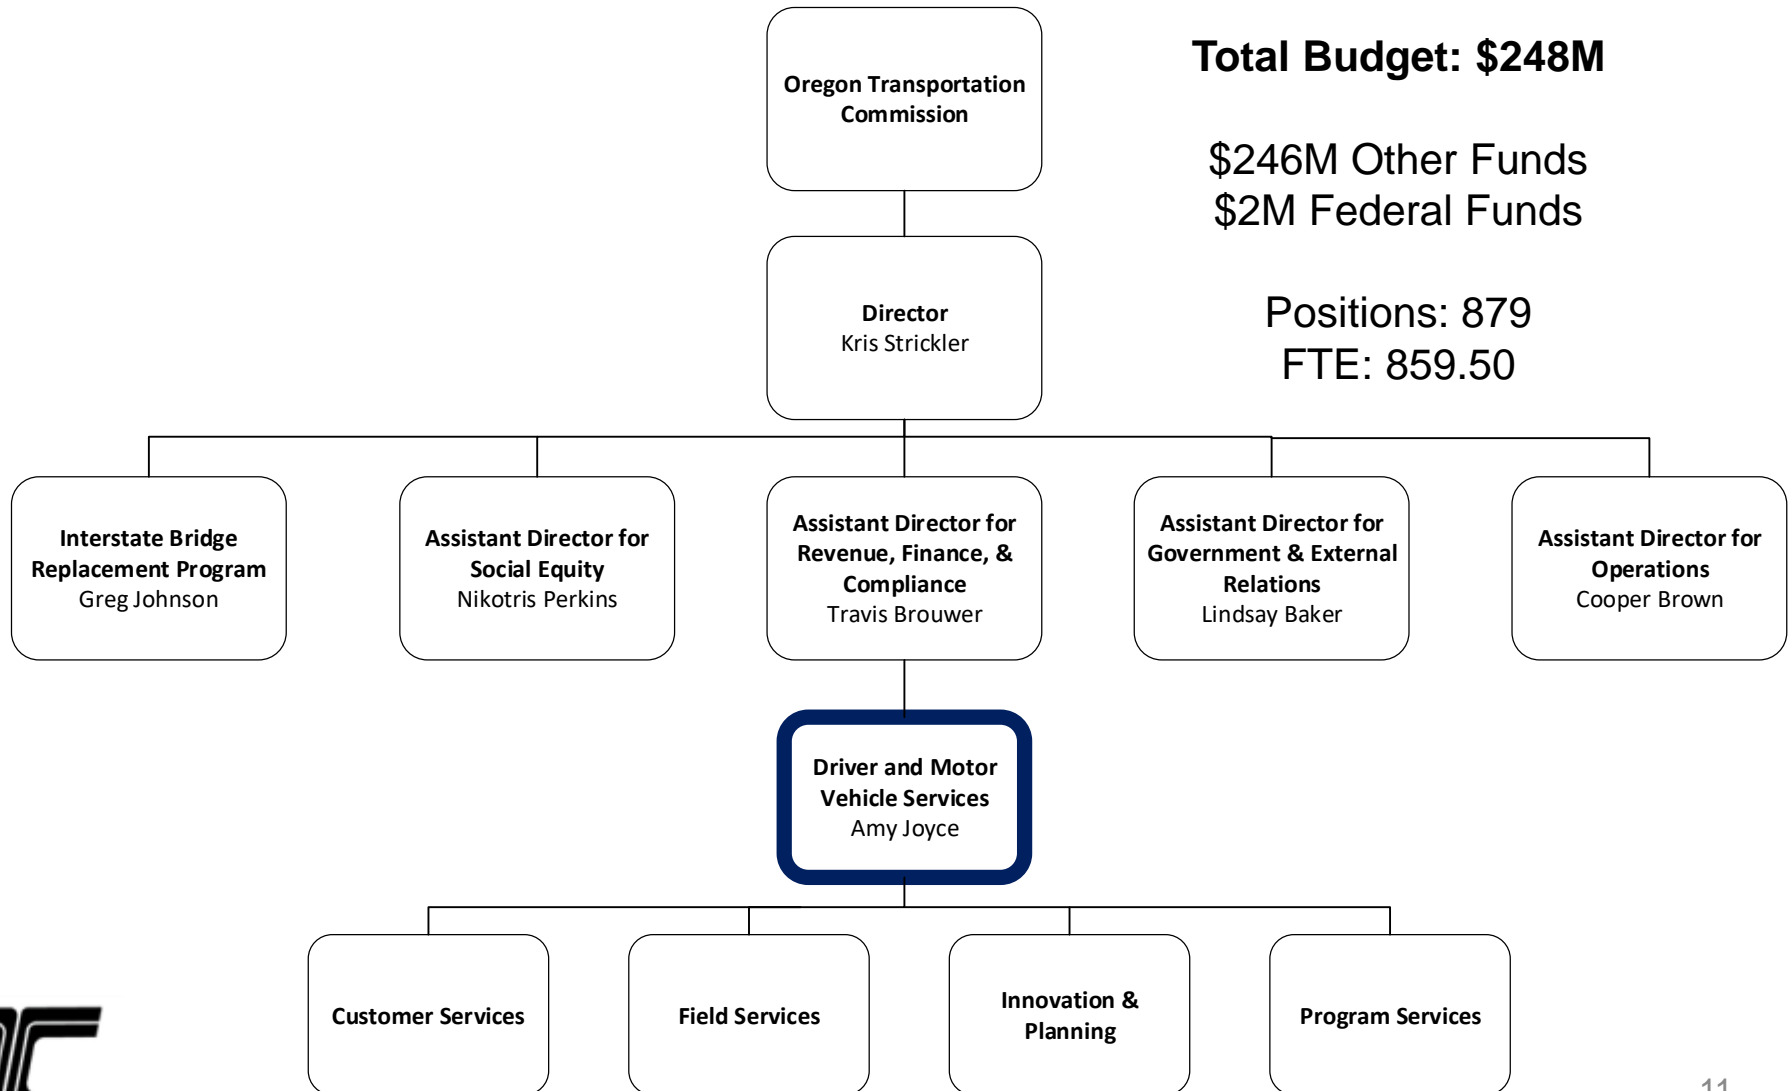 Oregon Transportation
Commission
Total Budget: $248M
$246M Other Funds
$2M Federal Funds
Positions: 879
FTE: 859.50
Director
Kris Strickler
Interstate Bridge
Replacement Program
Greg Johnson
Assistant Director for
Social Equity
Nikotris Perkins
Assistant Director for
Revenue, Finance, &
Compliance
Travis Brouwer
Assistant Director for
Government & External
Relations
Lindsay Baker
Assistant Director for
Operations
Cooper Brown
Driver and Motor
Vehicle Services
Amy Joyce
Customer Services
Field Services
Innovation &
Planning
Program Services
11